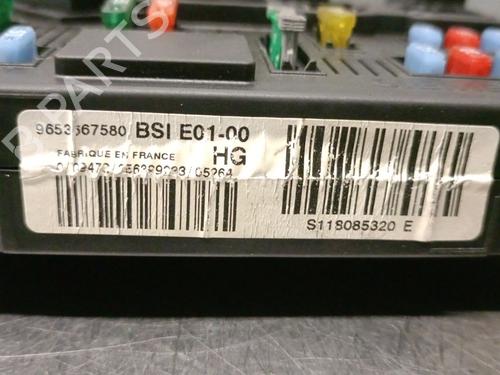 B PARTS
9653567580 BSI E01-00
FABRIQUE EN FRANCE HG
S118085320 E